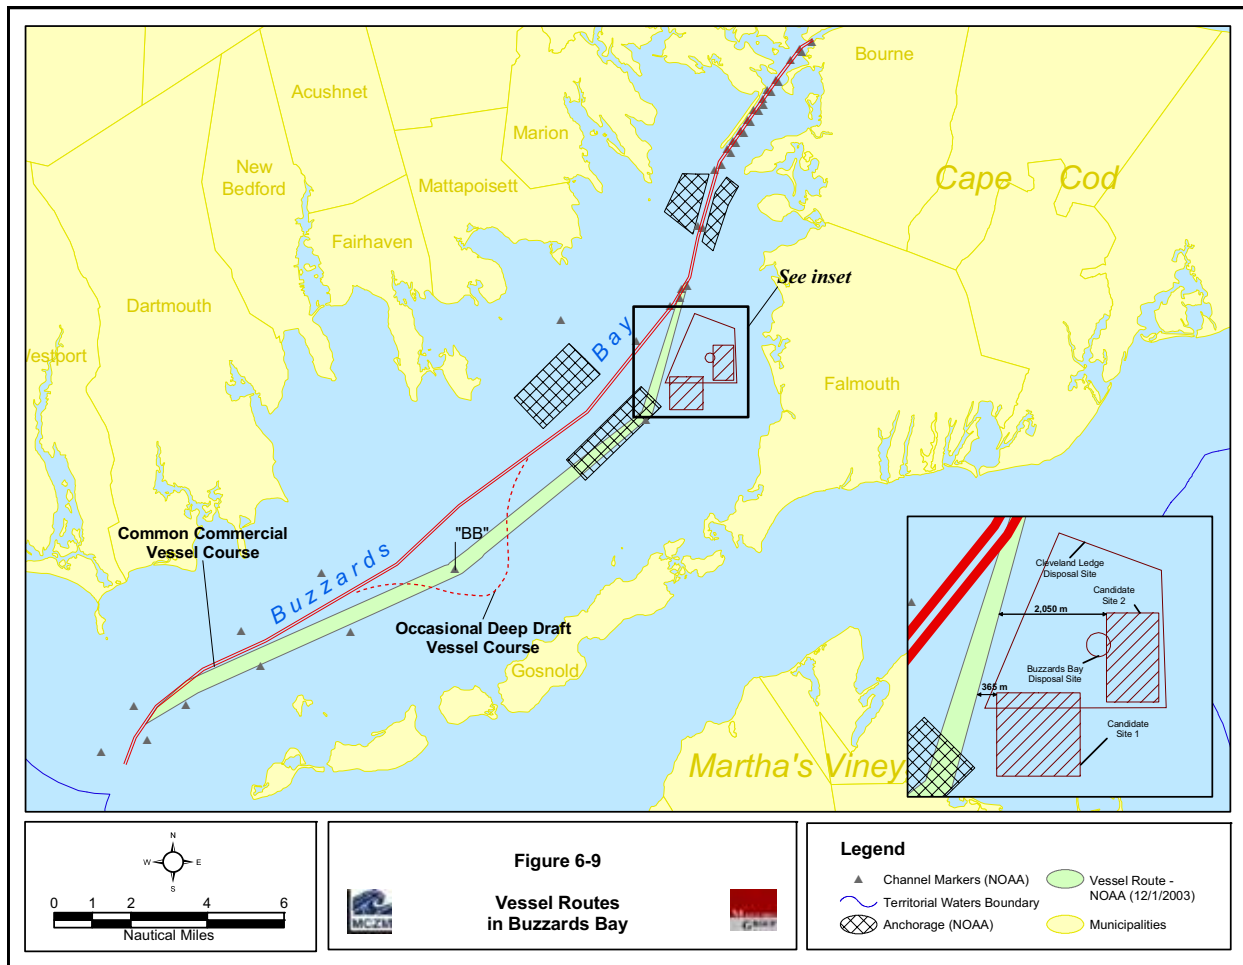 Bourne
Acushnet
Marion
New
Bedford
Mattapoisett
Cape Cod
Fairhaven
See inset
Dartmouth
Buzzards Bay
Falmouth
Common Commercial
Vessel Course
"BB"
Occasional Deep Draft
Vessel Course
Gosnold
Martha's Viney
Cleveland Ledge
Disposal Site
Candidate
Site 2
2,050 m
Buzzards Bay
Disposal Site
365 m
Candidate
Site 1
N
W E
S
0 1 2 4 6
Nautical Miles
Figure 6-9
Vessel Routes
in Buzzards Bay
MCZM
Legend
Channel Markers (NOAA)
Territorial Waters Boundary
Anchorage (NOAA)
Vessel Route -
NOAA (12/1/2003)
Municipalities